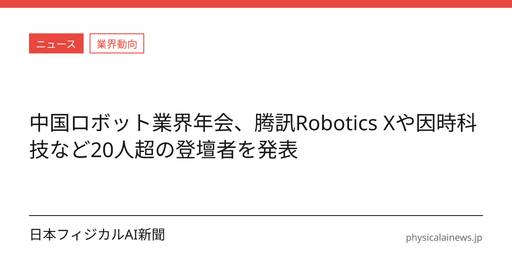 ニュース 業界動向
中国ロボット業界年会、腾訊Robotics Xや因時科
技など20人超の登壇者を発表
日本フィジカルAI新聞
physicalainews.jp